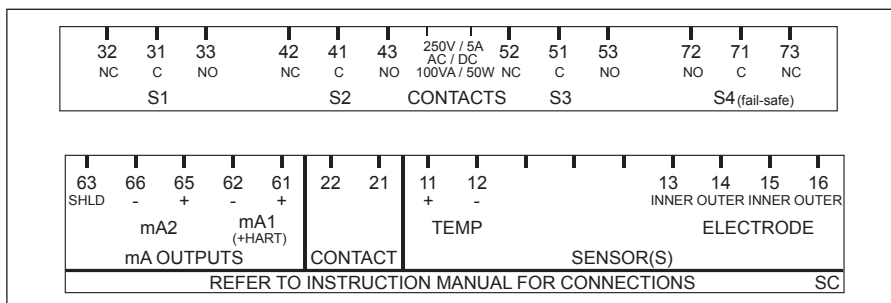 32 31 33 42 41 43 250V / 5A 52 51 53 72 71 73
AC / DC
NC C NO NC C NO 100VA / 50W NC C NO NO C NC
S1 S2 CONTACTS S3 S4 (fail-safe)
63 66 65 62 61 22 21 11 12 13 14 15 16
SHLD - + - + + - INNER OUTER INNER OUTER
mA2 mA1 TEMP ELECTRODE
(+HART)
mA OUTPUTS CONTACT SENSOR(S)
REFER TO INSTRUCTION MANUAL FOR CONNECTIONS SC